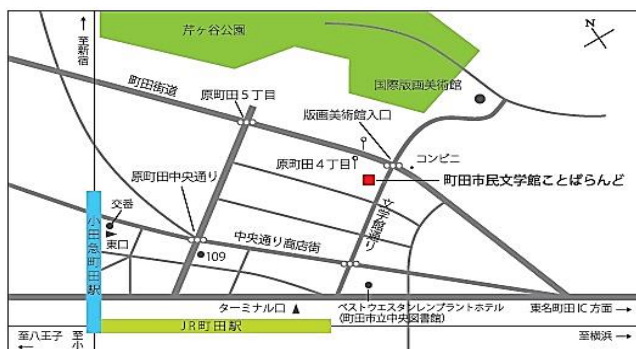 芹ヶ谷公園
N
至新宿
国際版画美術館
町田街道
原町田5丁目
版画美術館入口
原町田4丁目
コンビニ
町田市民文学館ことばらんど
原町田中央通り
文学館通り
交番
小田急町田駅
東口
中央通り商店街
109
ターミナル口
ベストウエスタンレンブラントホテル
(町田市立中央図書館)
東名町田IC方面
JR町田駅
至八王子
至小
至横浜